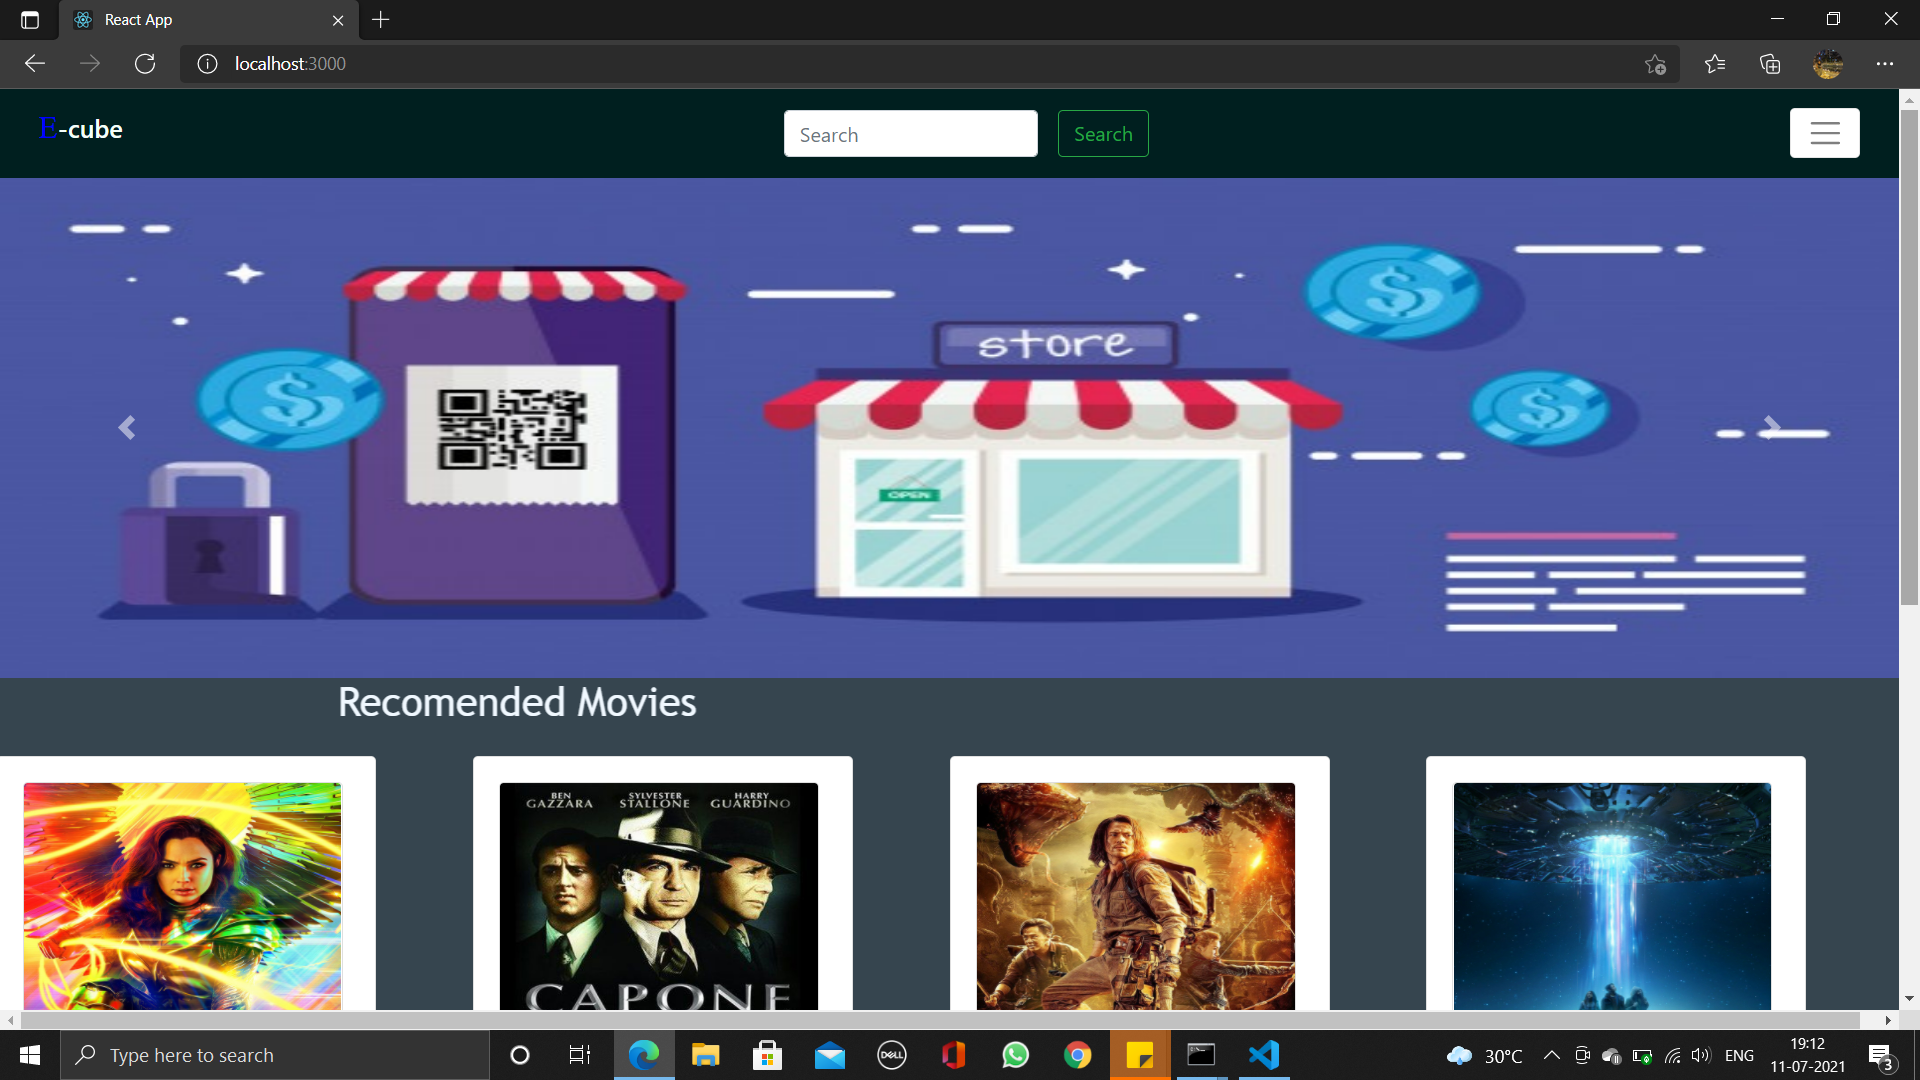 React App
localhost:3000
E-cube
Search
Search
store
OPEN
Recomended Movies
BEN GAZZARA
SYLVESTER STALLONE
HARRY GUARDINO
CAPONE
Type here to search
DELL
30°C
ENG
19:12
11-07-2021
3